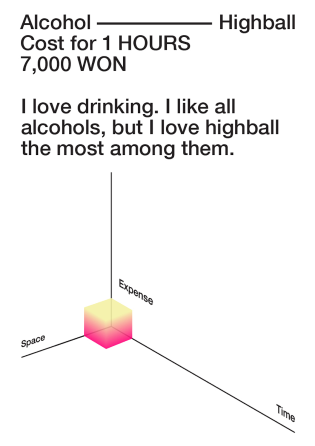 Alcohol Highball
Cost for 1 HOURS
7,000 WON
I love drinking. I like all
alcohols, but I love highball
the most among them.
Expense
Space
Time